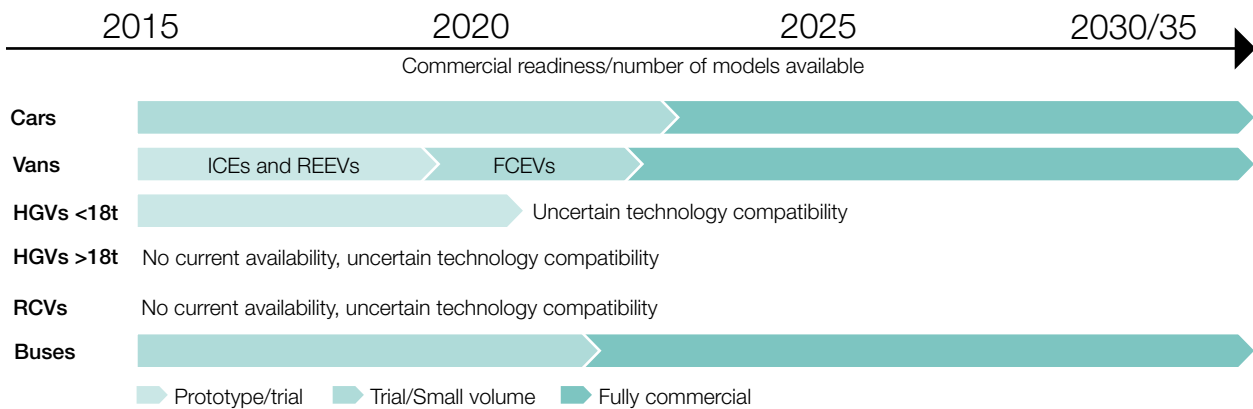 2015 2020 2025 2030/35
Commercial readiness/number of models available
Cars
Vans ICEs and REEVs FCEVs
HGVs <18t Uncertain technology compatibility
HGVs >18t No current availability, uncertain technology compatibility
RCVs No current availability, uncertain technology compatibility
Buses
Prototype/trial Trial/Small volume Fully commercial